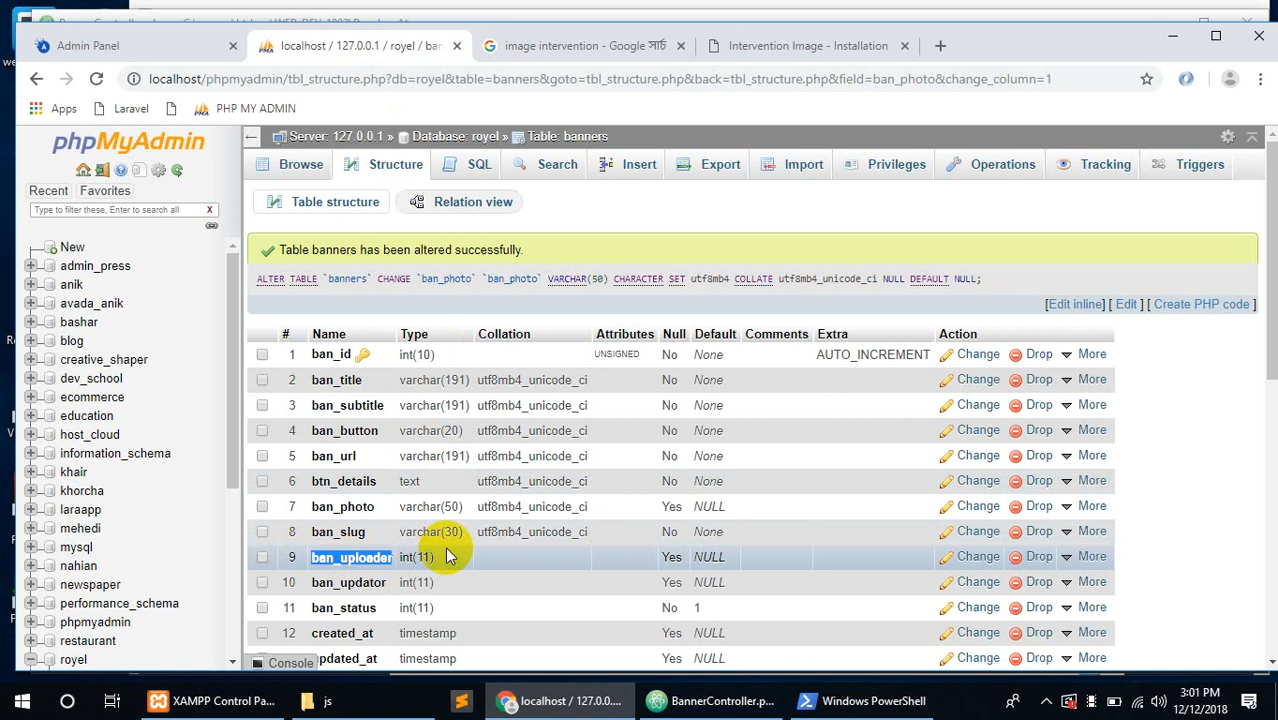 Admin Panel
localhost / 127.0.0.1 / royel / ban
image intervention - Google সার্চ
Intervention Image - Installation
localhost/phpmyadmin/tbl_structure.php?db=royel&table=banners&goto=tbl_structure.php&back=tbl_structure.php&field=ban_photo&change_column=1
Apps Laravel PHP MY ADMIN
phpMyAdmin
Recent Favorites
Type to filter these, Enter to search all X
New
admin_press
anik
avada_anik
bashar
blog
creative_shaper
dev_school
ecommerce
education
host_cloud
information_schema
khair
khorcha
laraapp
mehedi
mysql
nahian
newspaper
performance_schema
phpmyadmin
restaurant
royel
Server: 127.0.0.1 » Database: royel » Table: banners
Browse Structure SQL Search Insert Export Import Privileges Operations Tracking Triggers
Table structure Relation view
Table banners has been altered successfully.
ALTER TABLE `banners` CHANGE `ban_photo` `ban_photo` VARCHAR(50) CHARACTER SET utf8mb4 COLLATE utf8mb4_unicode_ci NULL DEFAULT NULL;
[Edit inline] [ Edit ] [ Create PHP code ]
# Name Type Collation Attributes Null Default Comments Extra Action
1 ban_id int(10) UNSIGNED No None AUTO_INCREMENT Change Drop More
2 ban_title varchar(191) utf8mb4_unicode_ci No None Change Drop More
3 ban_subtitle varchar(191) utf8mb4_unicode_ci No None Change Drop More
4 ban_button varchar(20) utf8mb4_unicode_ci No None Change Drop More
5 ban_url varchar(191) utf8mb4_unicode_ci No None Change Drop More
6 btn_details text utf8mb4_unicode_ci No None Change Drop More
7 ban_photo varchar(50) utf8mb4_unicode_ci Yes NULL Change Drop More
8 ban_slug varchar(30) utf8mb4_unicode_ci No None Change Drop More
9 ban_uploader int(11) Yes NULL Change Drop More
10 ban_updator int(11) Yes NULL Change Drop More
11 ban_status int(11) No 1 Change Drop More
12 created_at timestamp Yes NULL Change Drop More
updated_at timestamp Yes NULL Change Drop More
Console
XAMPP Control Pa... js localhost / 127.0.0.... BannerController.p... Windows PowerShell
3:01 PM
12/12/2018